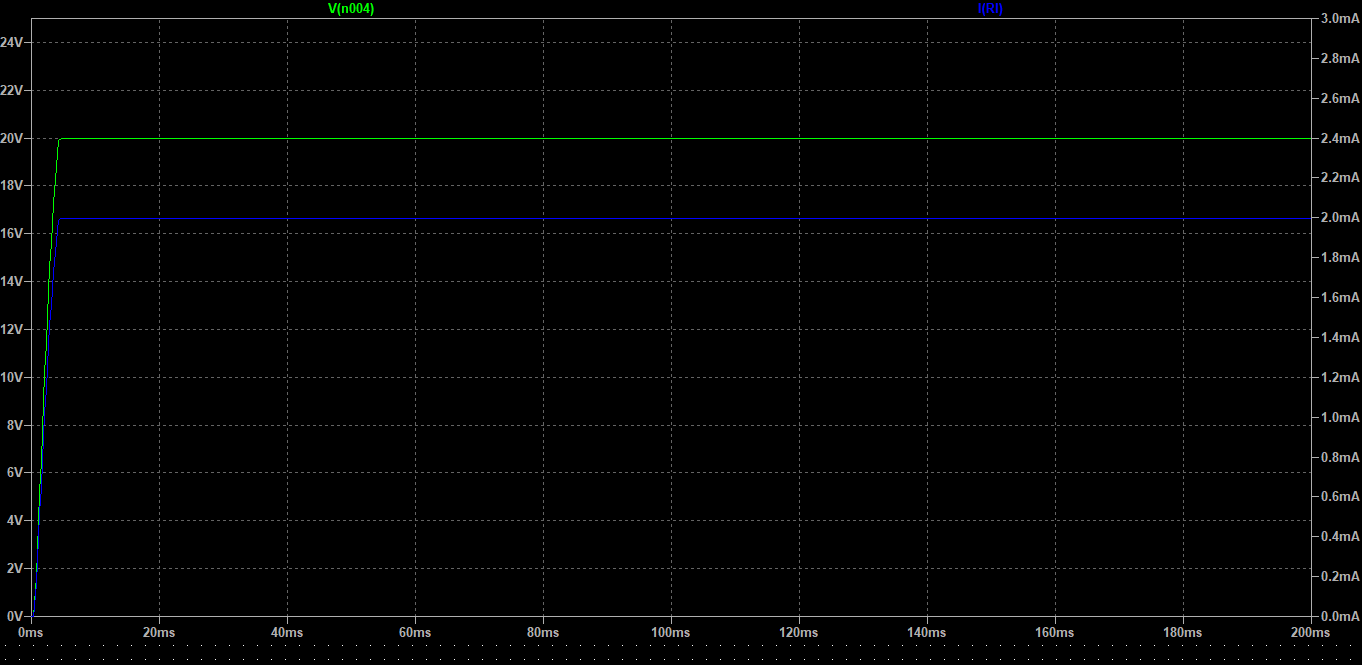 V(n004) I(Rl)
24V
22V
20V
18V
16V
14V
12V
10V
8V
6V
4V
2V
0V
3.0mA
2.8mA
2.6mA
2.4mA
2.2mA
2.0mA
1.8mA
1.6mA
1.4mA
1.2mA
1.0mA
0.8mA
0.6mA
0.4mA
0.2mA
0.0mA
0ms 20ms 40ms 60ms 80ms 100ms 120ms 140ms 160ms 180ms 200ms